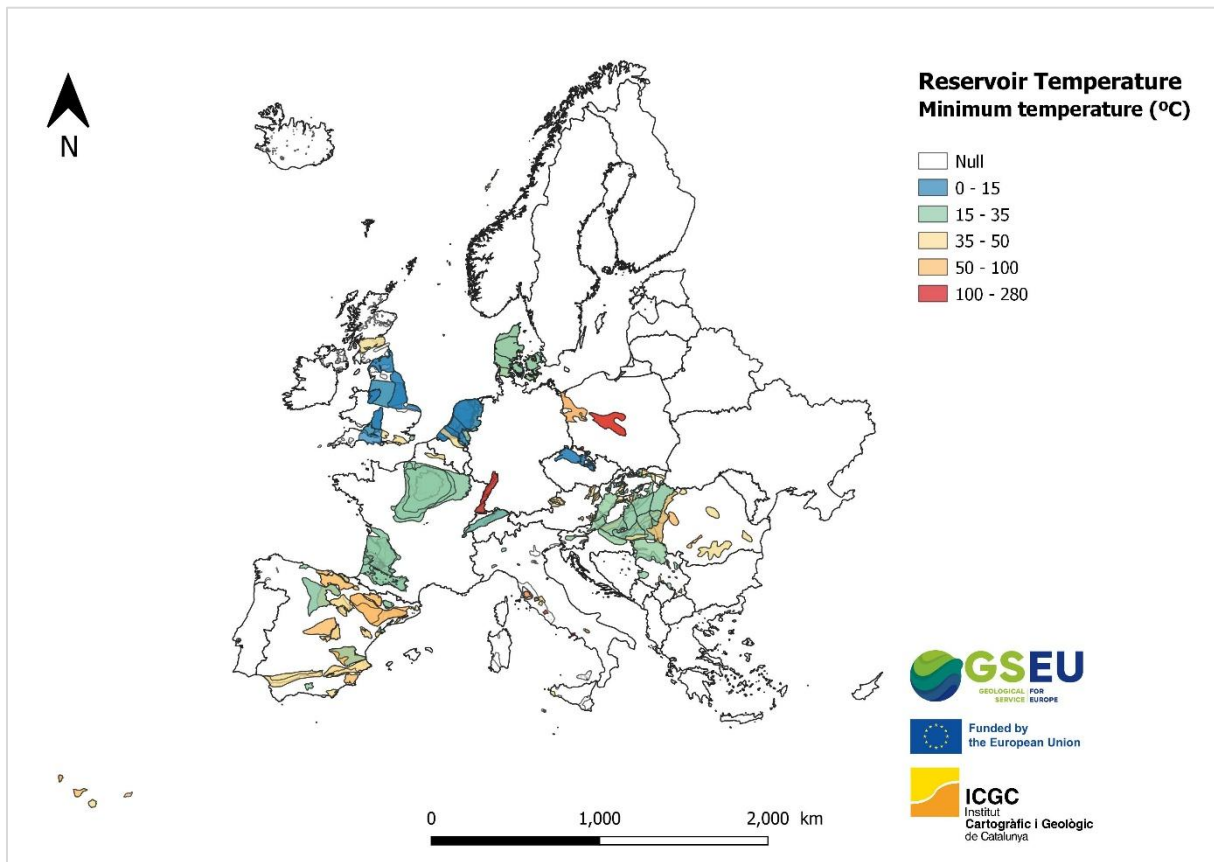 N
Reservoir Temperature
Minimum temperature (ºC)
Null
0 - 15
15 - 35
35 - 50
50 - 100
100 - 280
GSEU
GEOLOGICAL FOR
SERVICE EUROPE
Funded by
the European Union
ICGC
Institut
Cartogràfic i Geològic
de Catalunya
0 1,000 2,000 km